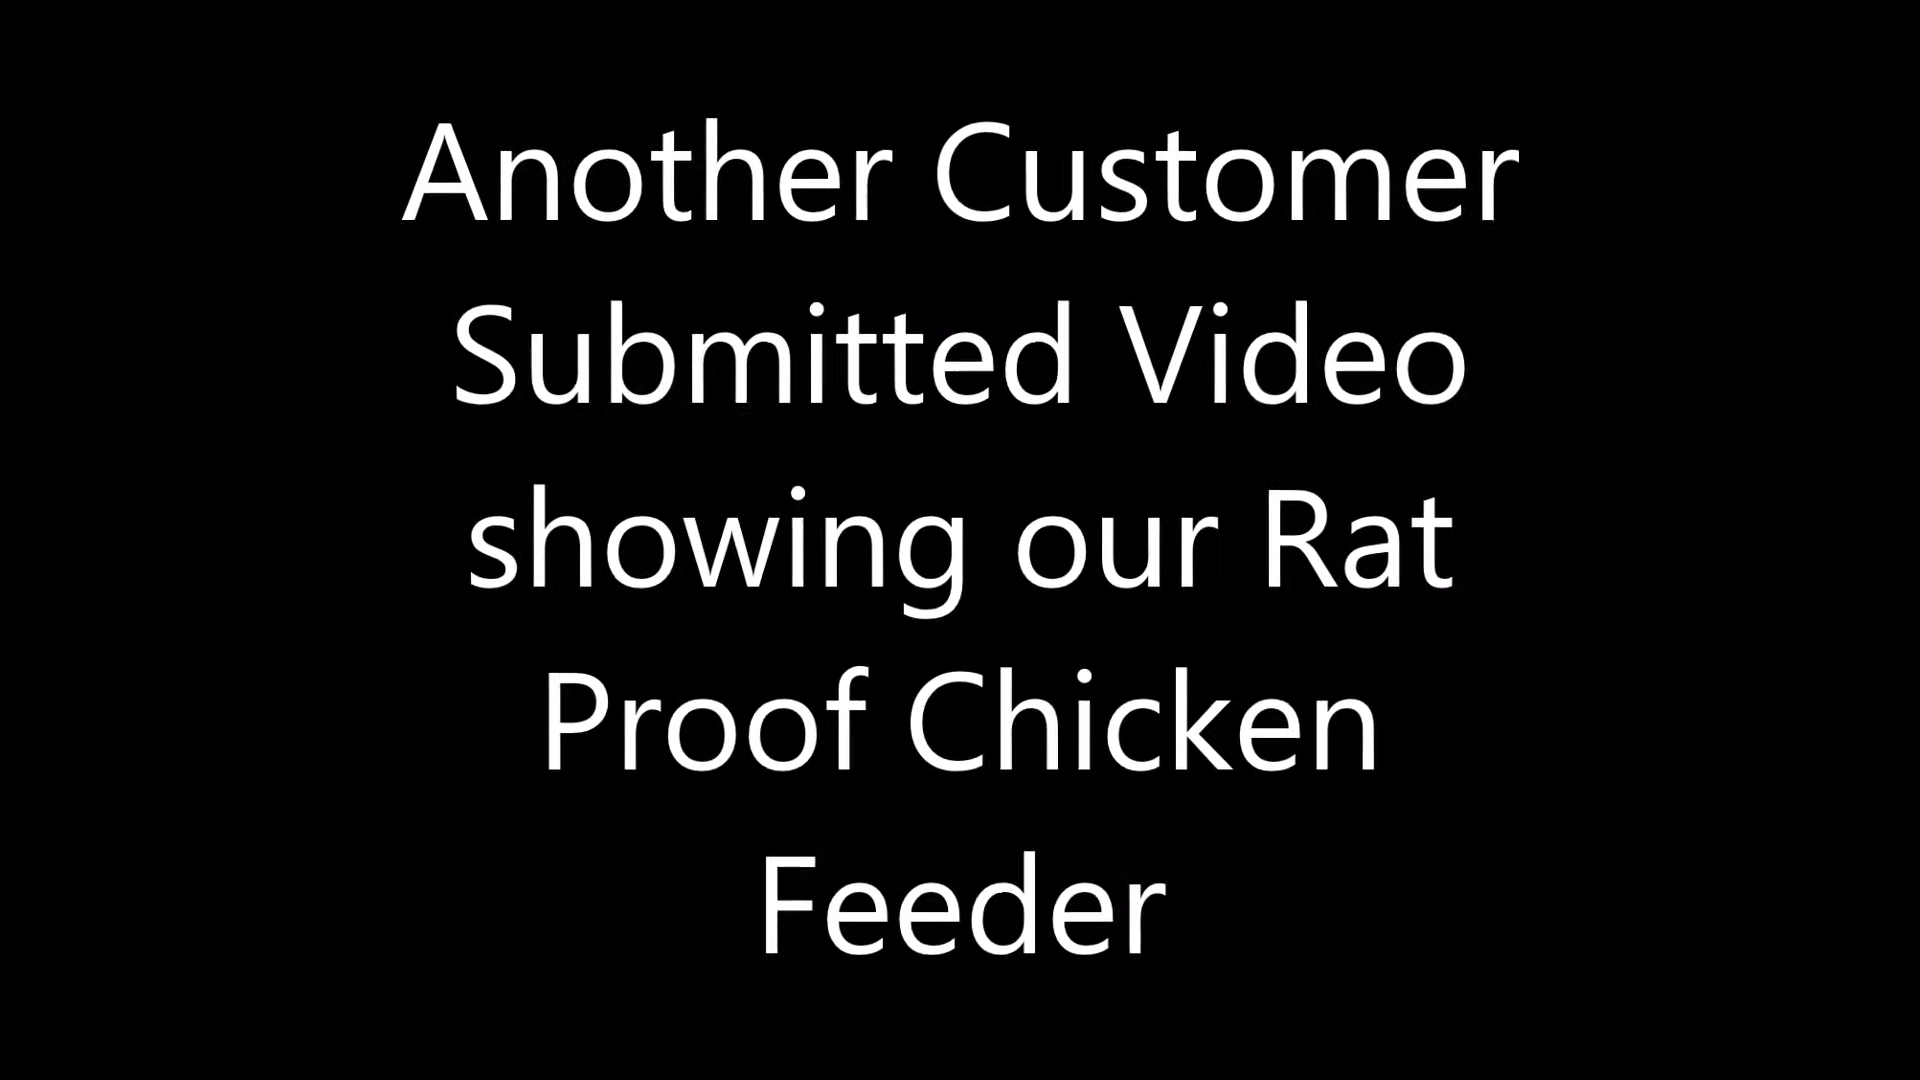 Another Customer
Submitted Video
showing our Rat
Proof Chicken
Feeder